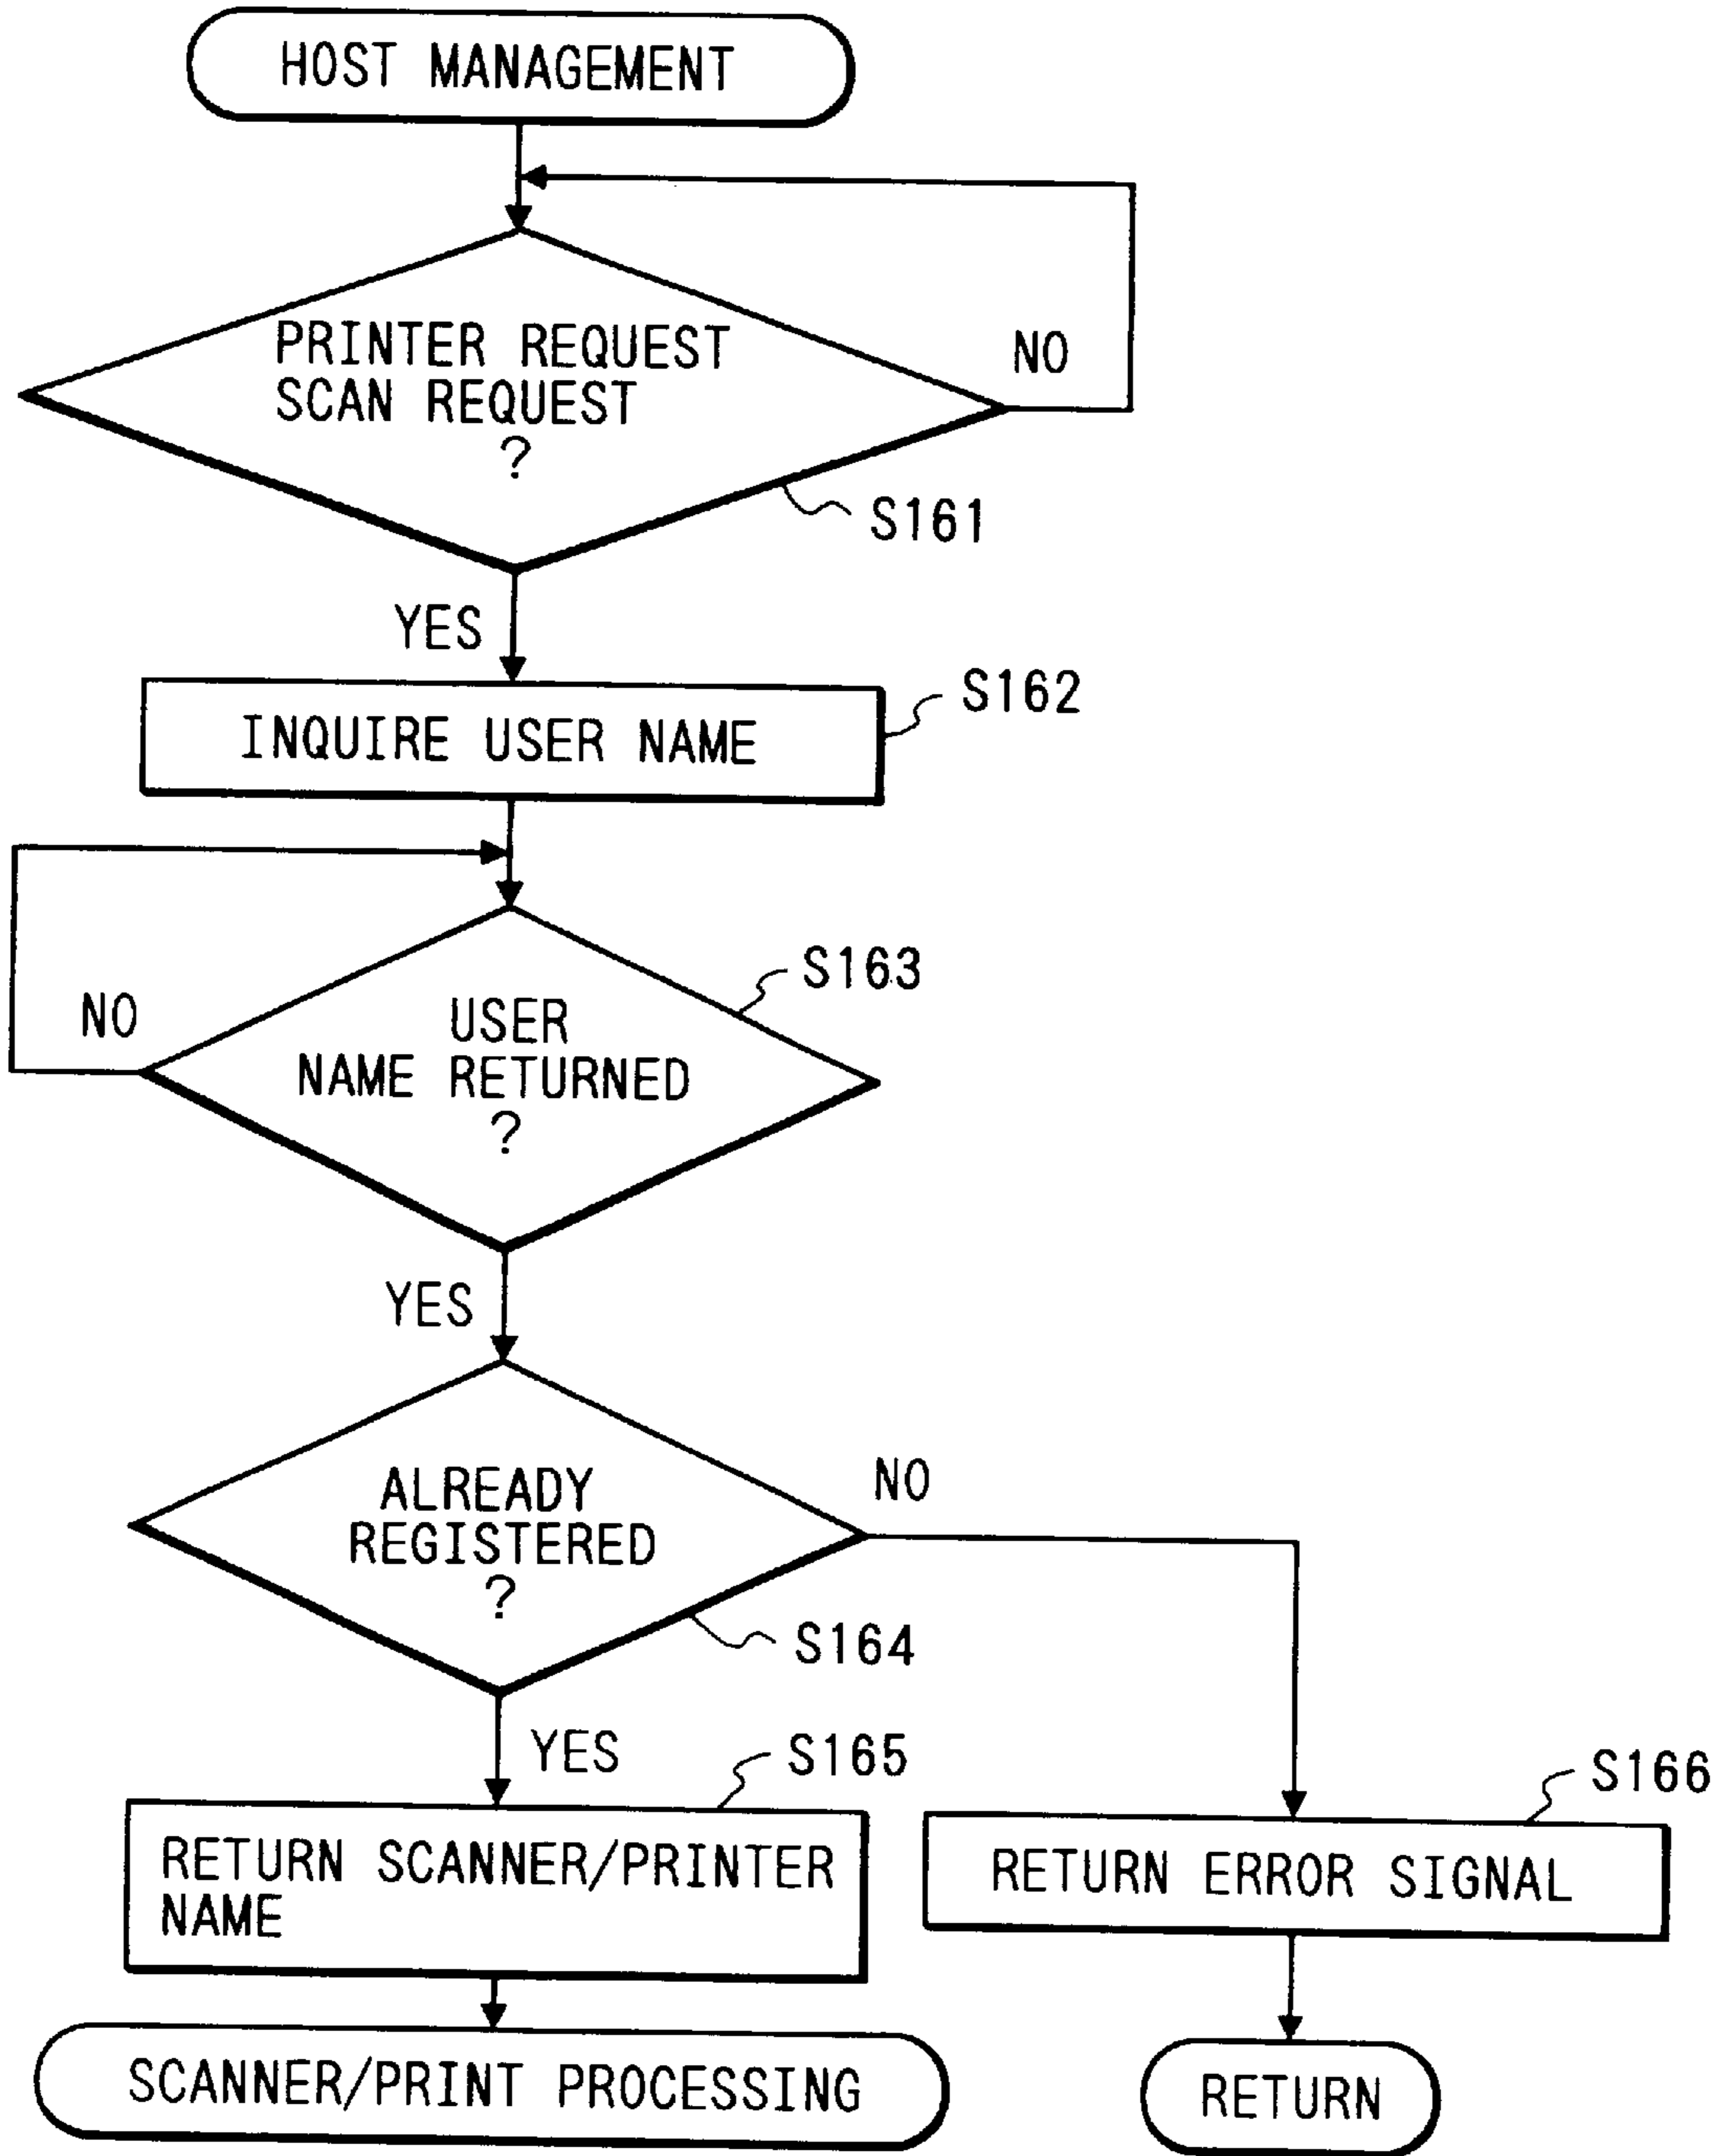 HOST MANAGEMENT
PRINTER REQUEST
SCAN REQUEST
?
NO
S161
YES
S162
INQUIRE USER NAME
S163
NO
USER
NAME RETURNED
?
YES
NO
ALREADY
REGISTERED
?
S164
YES
S165
S166
RETURN SCANNER/PRINTER
NAME
RETURN ERROR SIGNAL
SCANNER/PRINT PROCESSING
RETURN